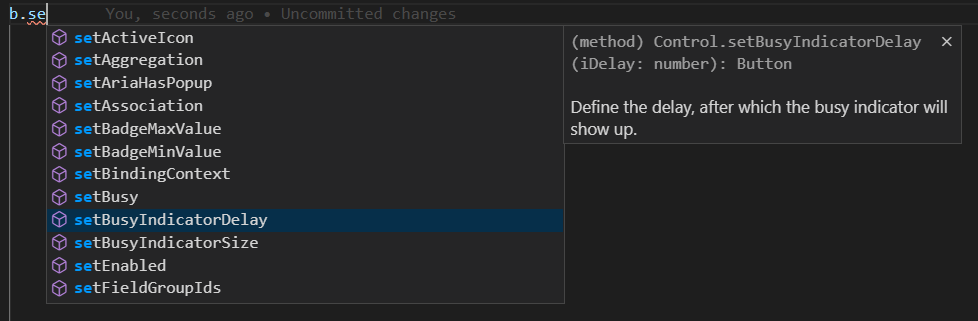 b.se You, seconds ago • Uncommitted changes
setActiveIcon
setAggregation
setAriaHasPopup
setAssociation
setBadgeMaxValue
setBadgeMinValue
setBindingContext
setBusy
setBusyIndicatorDelay
setBusyIndicatorSize
setEnabled
setFieldGroupIds
(method) Control.setBusyIndicatorDelay
(iDelay: number): Button
Define the delay, after which the busy indicator will
show up.